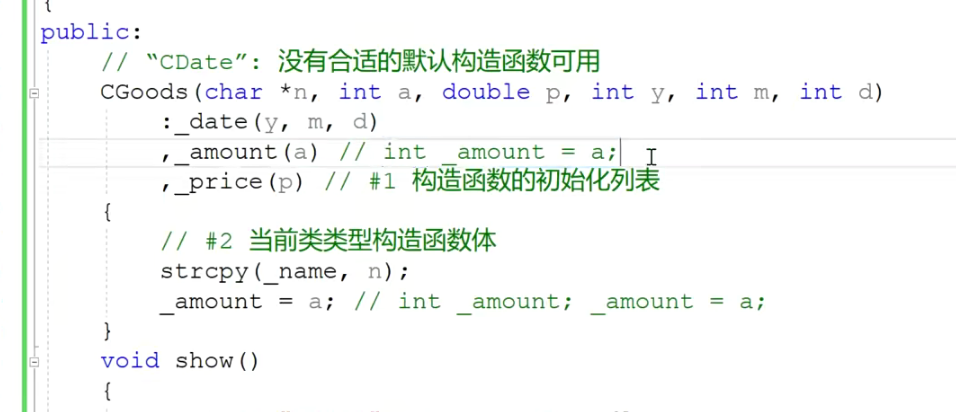 {
public:
// “CDate”: 没有合适的默认构造函数可用
CGoods(char *n, int a, double p, int y, int m, int d)
:_date(y, m, d)
,_amount(a) // int _amount = a;
,_price(p) // #1 构造函数的初始化列表
{
// #2 当前类类型构造函数体
strcpy(_name, n);
_amount = a; // int _amount; _amount = a;
}
void show()
{